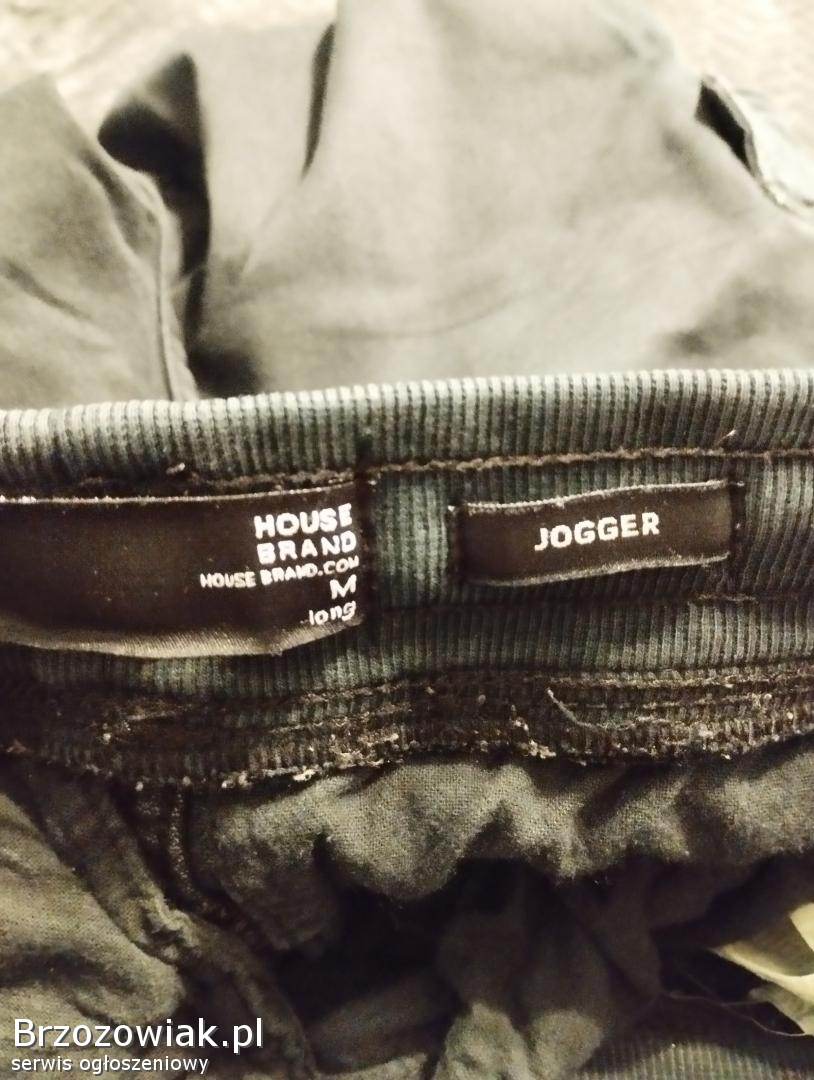 HOUSE
BRAND
HOUSE BRAND.COM
M
long
JOGGER
Brzozowiak.pl
serwis ogłoszeniowy